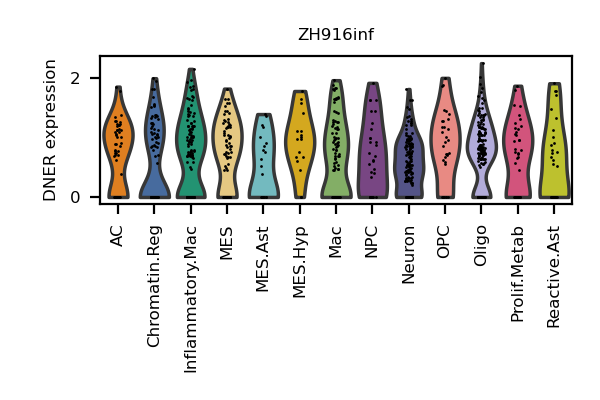 ZH916inf
DNER expression
2
0
AC
Chromatin.Reg
Inflammatory.Mac
MES
MES.Ast
MES.Hyp
Mac
NPC
Neuron
OPC
Oligo
Prolif.Metab
Reactive.Ast